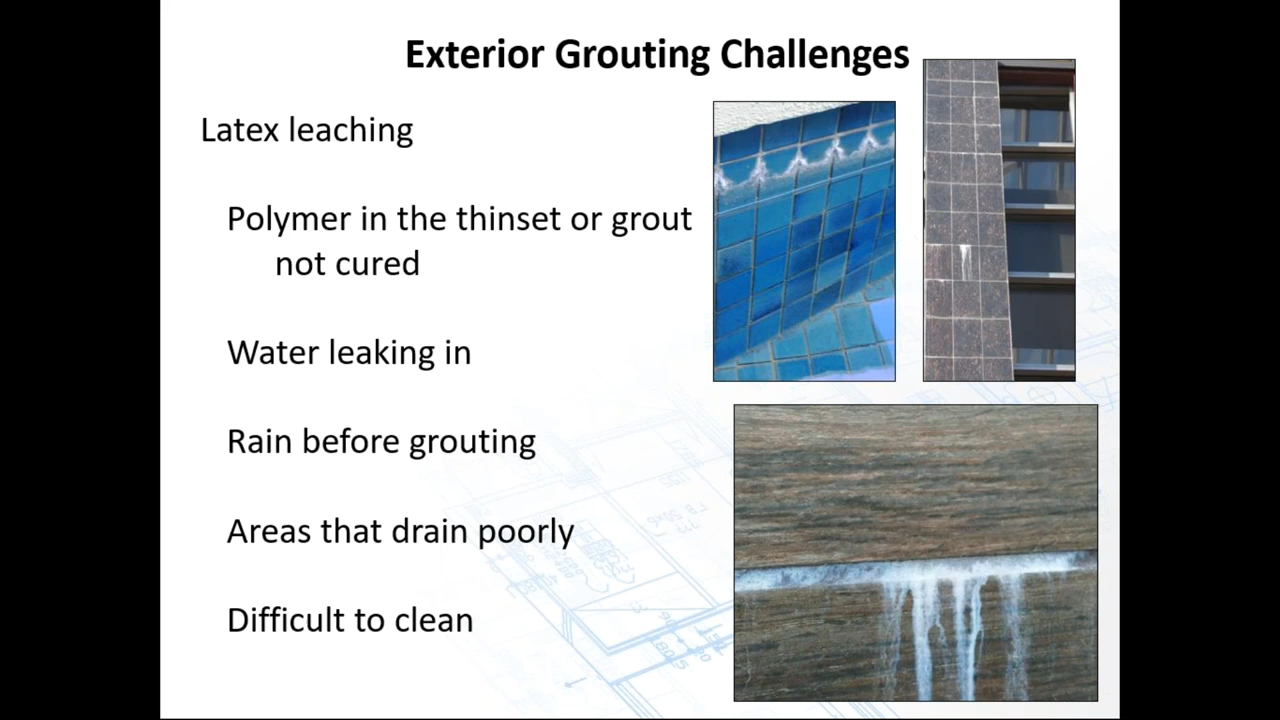 Exterior Grouting Challenges
Latex leaching
Polymer in the thinset or grout
not cured
Water leaking in
Rain before grouting
Areas that drain poorly
Difficult to clean